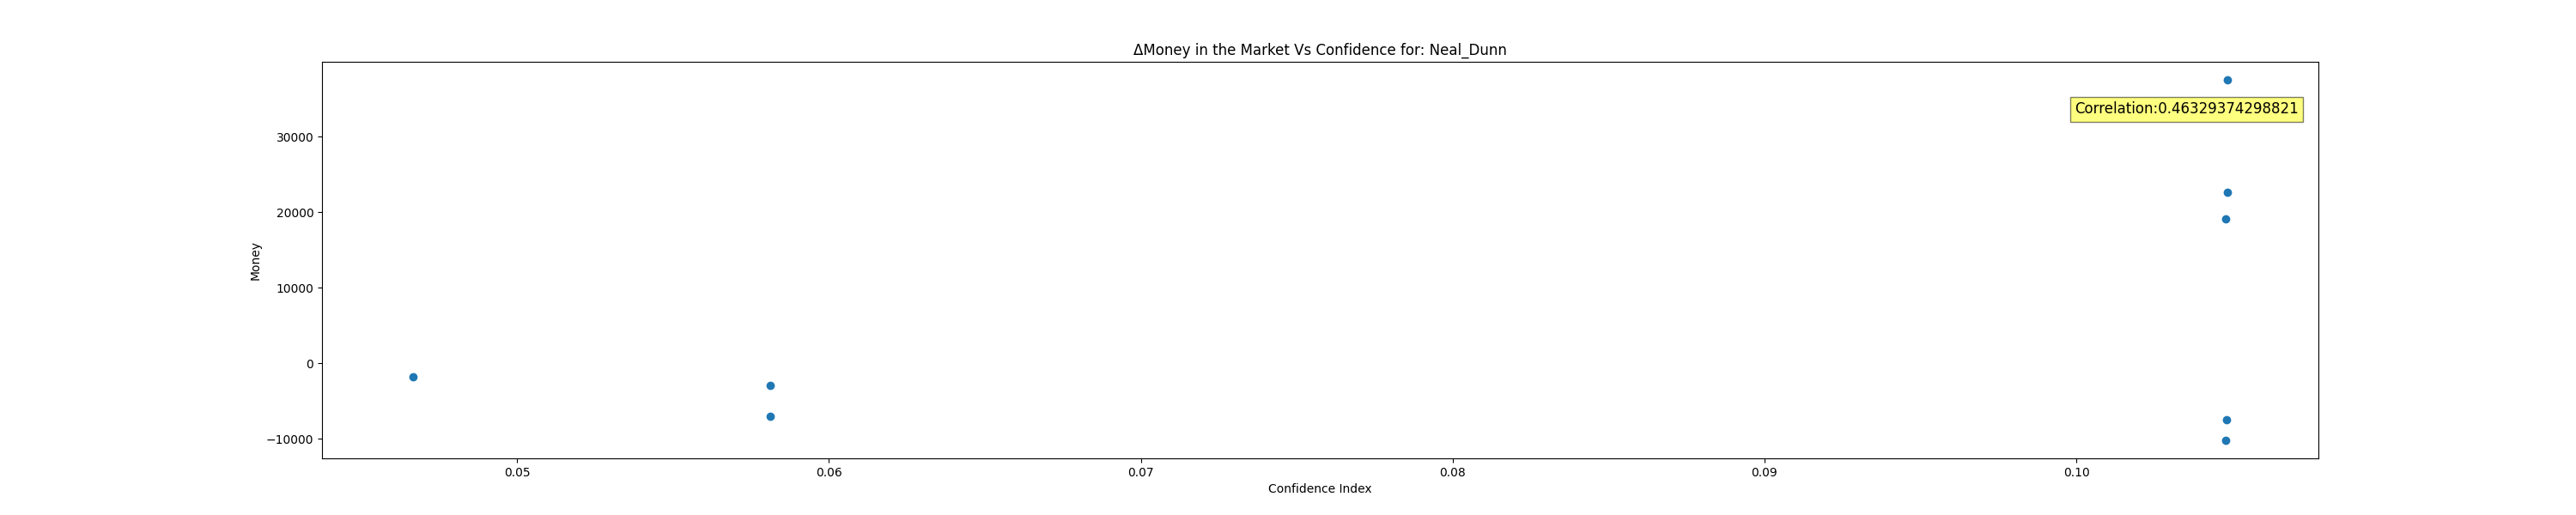 ΔMoney in the Market Vs Confidence for: Neal_Dunn
Correlation:0.46329374298821
30000
20000
10000
0
−10000
Money
0.05 0.06 0.07 0.08 0.09 0.10
Confidence Index